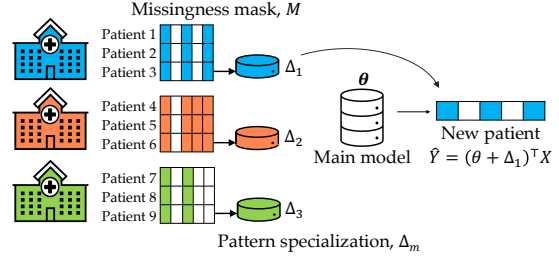 Missingness mask, M
Patient 1
Patient 2
Patient 3
Δ₁
Patient 4
Patient 5
Patient 6
Δ₂
Patient 7
Patient 8
Patient 9
Δ₃
θ
Main model
New patient
Ŷ = (θ + Δ₁)ᵀX
Pattern specialization, Δₘ